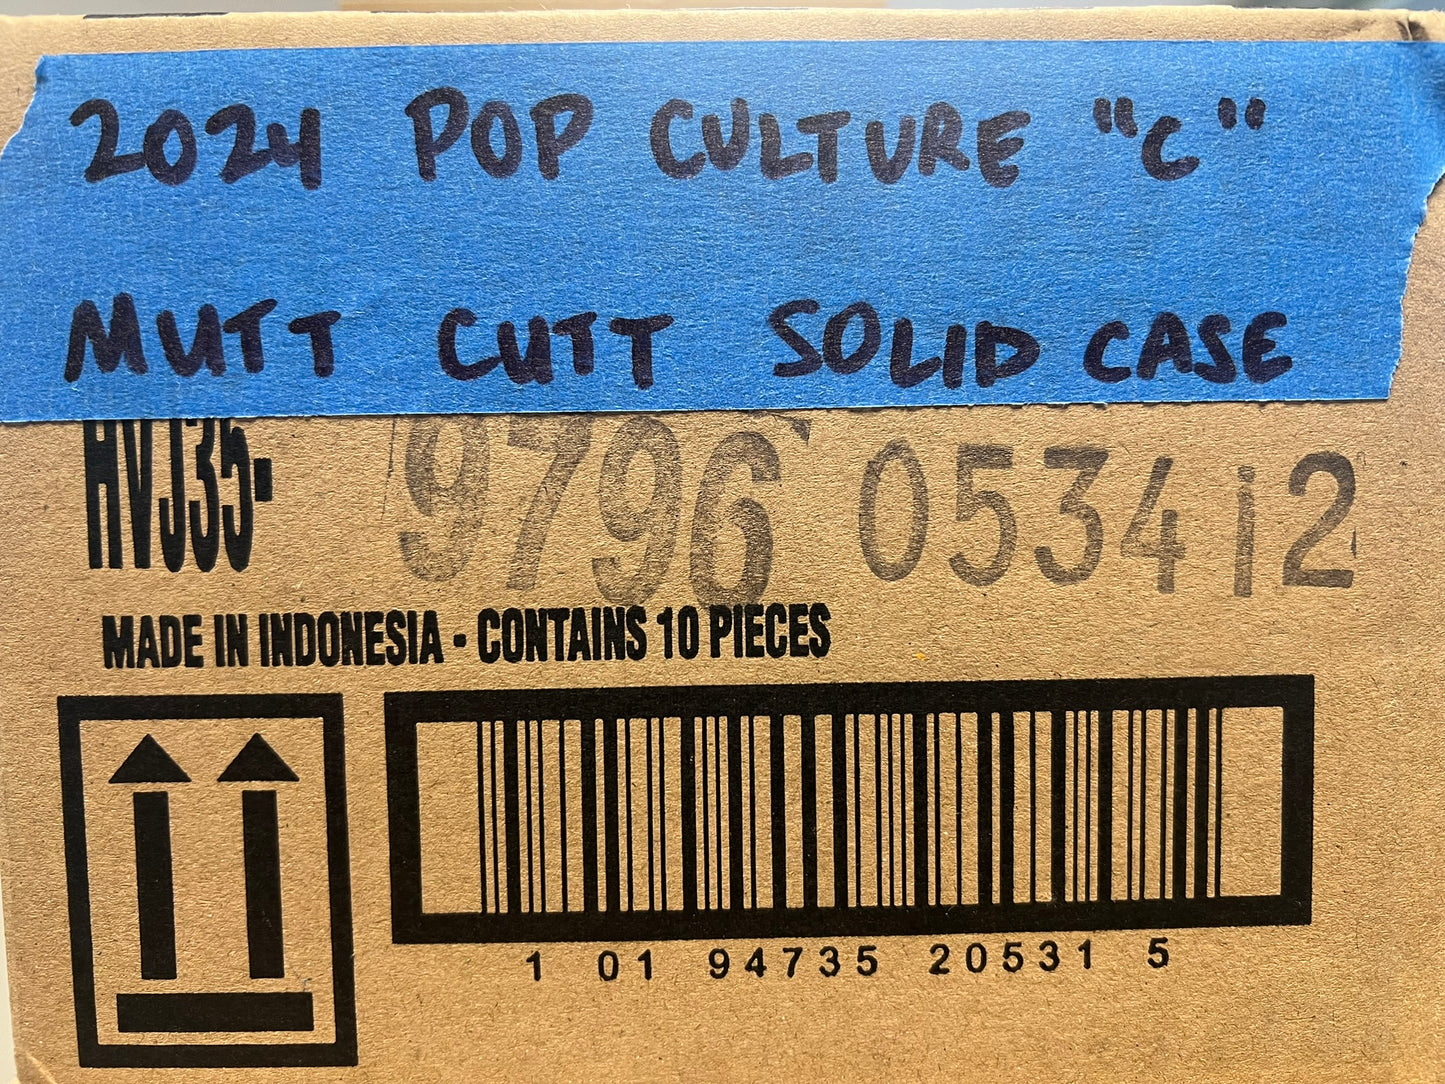 2024 POP CULTURE "C"
MUTT CUTT SOLID CASE
HVJ35- 9796 0534 12
MADE IN INDONESIA - CONTAINS 10 PIECES
1 01 94735 20531 5